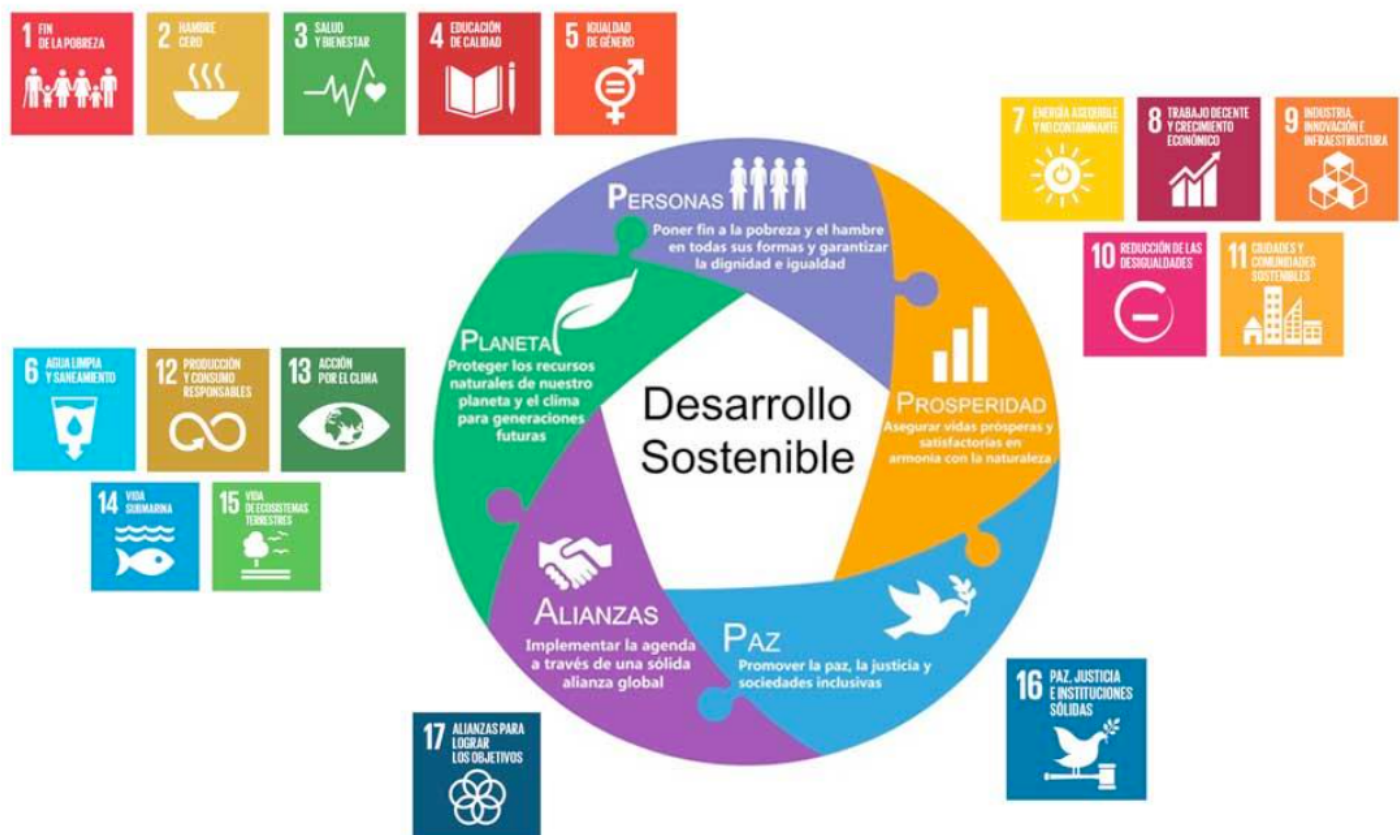 1 FIN
DE LA POBREZA
2 HAMBRE
CERO
3 SALUD
Y BIENESTAR
4 EDUCACIÓN
DE CALIDAD
5 IGUALDAD
DE GÉNERO
7 ENERGÍA ASEQUIBLE
Y NO CONTAMINANTE
8 TRABAJO DECENTE
Y CRECIMIENTO
ECONÓMICO
9 INDUSTRIA,
INNOVACIÓN E
INFRAESTRUCTURA
10 REDUCCIÓN DE LAS
DESIGUALDADES
11 CIUDADES Y
COMUNIDADES
SOSTENIBLES
PERSONAS
Poner fin a la pobreza y el hambre
en todas sus formas y garantizar
la dignidad e igualdad
PLANETA
Proteger los recursos
naturales de nuestro
planeta y el clima
para generaciones
futuras
Desarrollo
Sostenible
PROSPERIDAD
Asegurar vidas prósperas y
satisfactorias en
armonía con la naturaleza
6 AGUA LIMPIA
Y SANEAMIENTO
12 PRODUCCIÓN
Y CONSUMO
RESPONSABLES
13 ACCIÓN
POR EL CLIMA
14 VIDA
SUBMARINA
15 VIDA
DE ECOSISTEMAS
TERRESTRES
ALIANZAS
Implementar la agenda
a través de una sólida
alianza global
PAZ
Promover la paz, la justicia y
sociedades inclusivas
16 PAZ, JUSTICIA
E INSTITUCIONES
SÓLIDAS
17 ALIANZAS PARA
LOGRAR
LOS OBJETIVOS